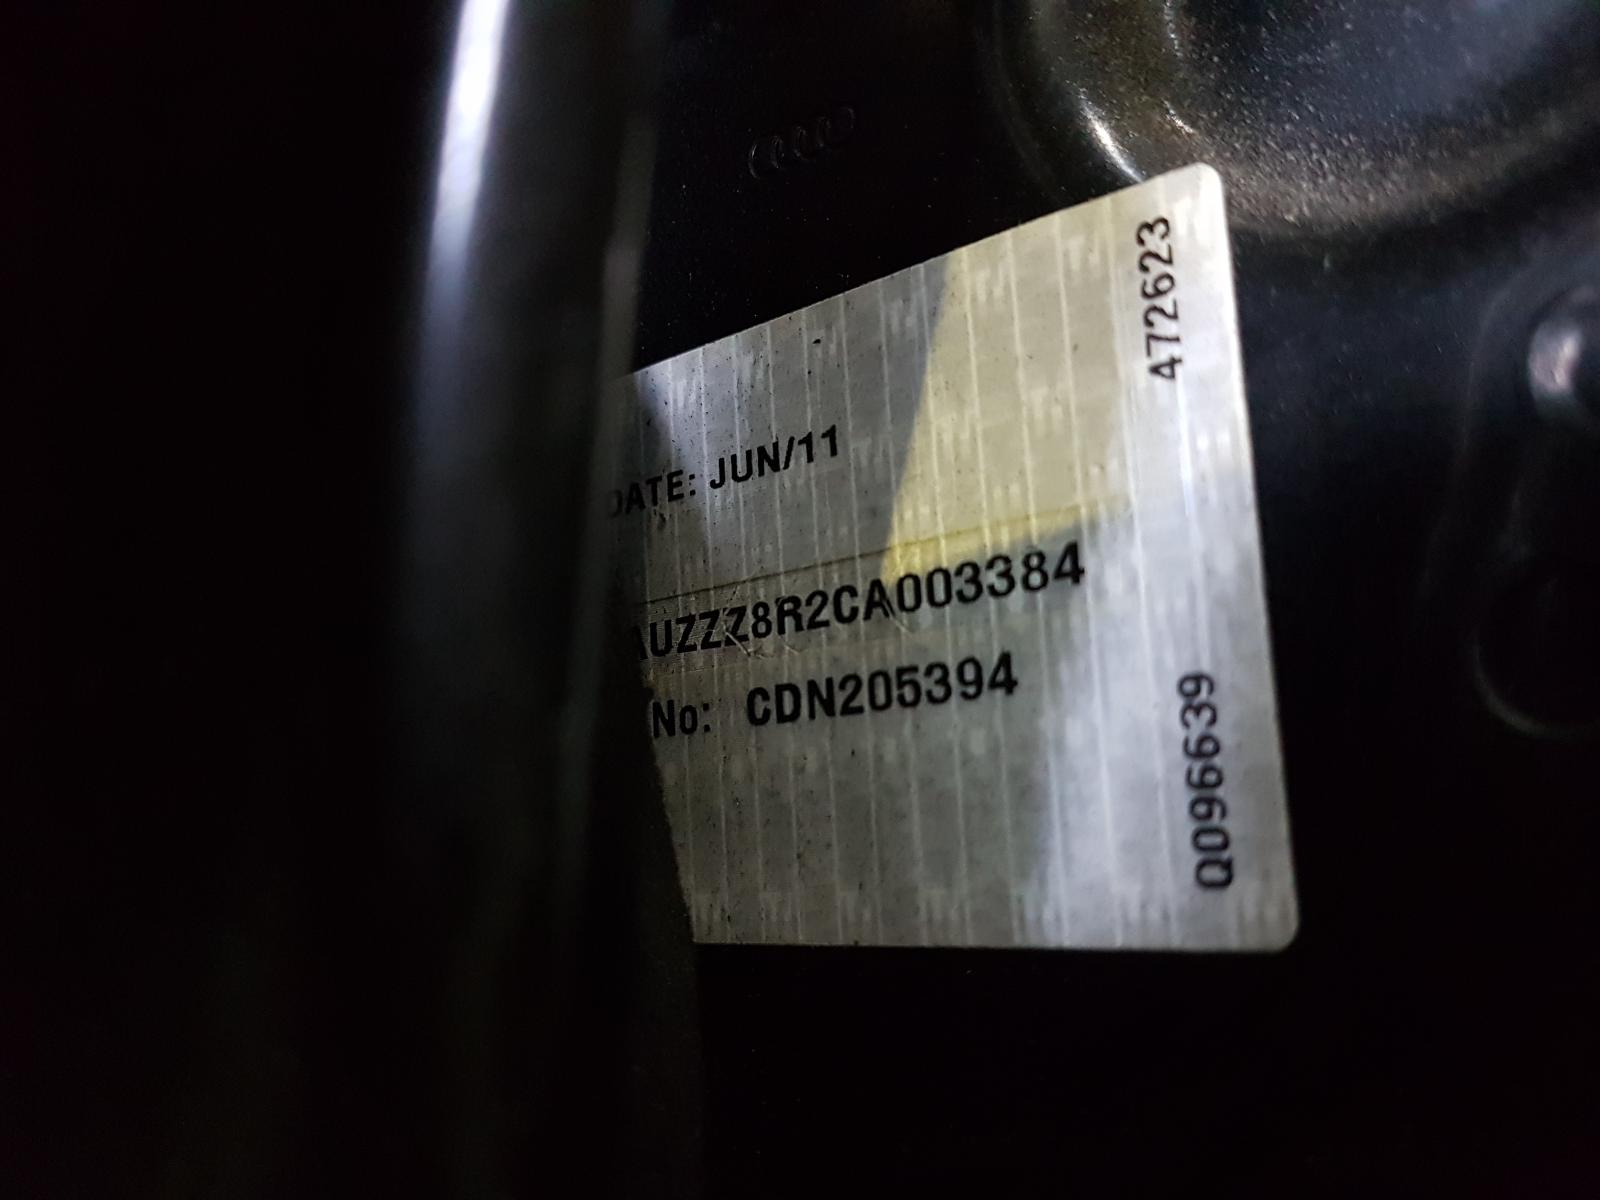 DATE: JUN/11
AUZZZ8R2CA003384
No: CDN205394
472623
Q096639